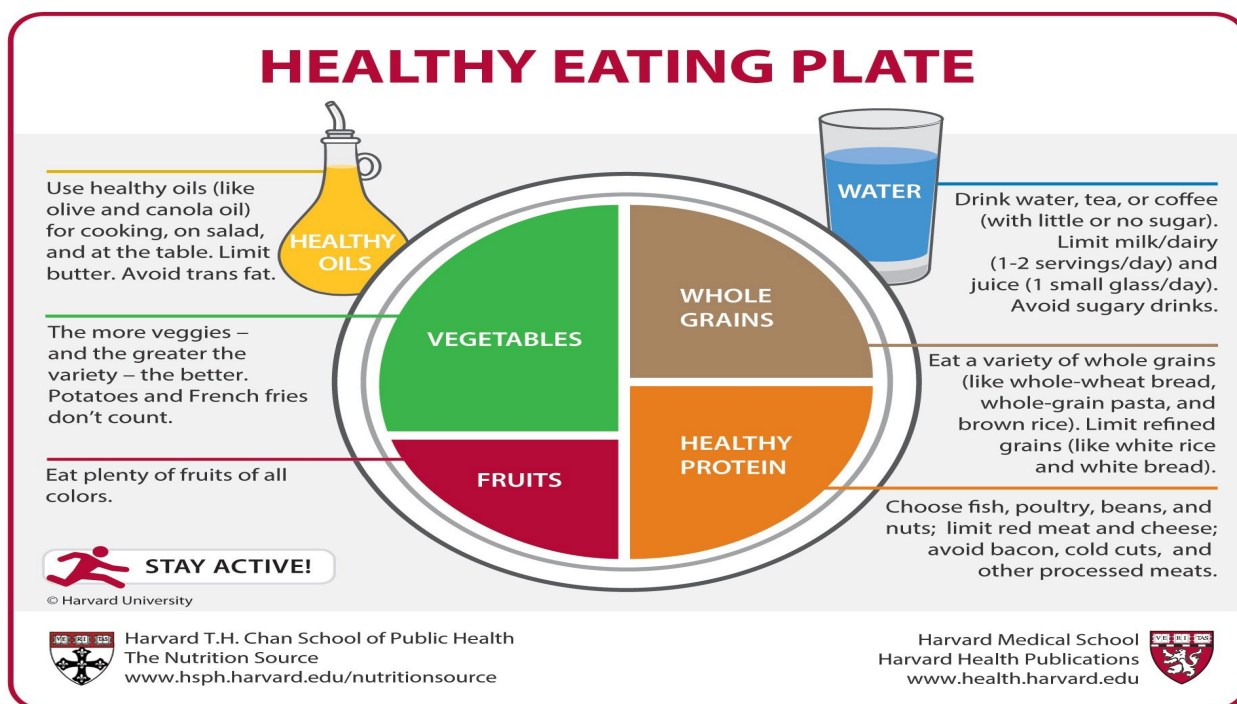 HEALTHY EATING PLATE
Use healthy oils (like
olive and canola oil)
for cooking, on salad,
and at the table. Limit
butter. Avoid trans fat.
HEALTHY
OILS
The more veggies –
and the greater the
variety – the better.
Potatoes and French fries
don’t count.
Eat plenty of fruits of all
colors.
VEGETABLES
FRUITS
WHOLE
GRAINS
HEALTHY
PROTEIN
WATER
Drink water, tea, or coffee
(with little or no sugar).
Limit milk/dairy
(1-2 servings/day) and
juice (1 small glass/day).
Avoid sugary drinks.
Eat a variety of whole grains
(like whole-wheat bread,
whole-grain pasta, and
brown rice). Limit refined
grains (like white rice
and white bread).
Choose fish, poultry, beans, and
nuts; limit red meat and cheese;
avoid bacon, cold cuts, and
other processed meats.
STAY ACTIVE!
© Harvard University
VE RI TAS
Harvard T.H. Chan School of Public Health
The Nutrition Source
www.hsph.harvard.edu/nutritionsource
Harvard Medical School
Harvard Health Publications
www.health.harvard.edu
VE RI TAS